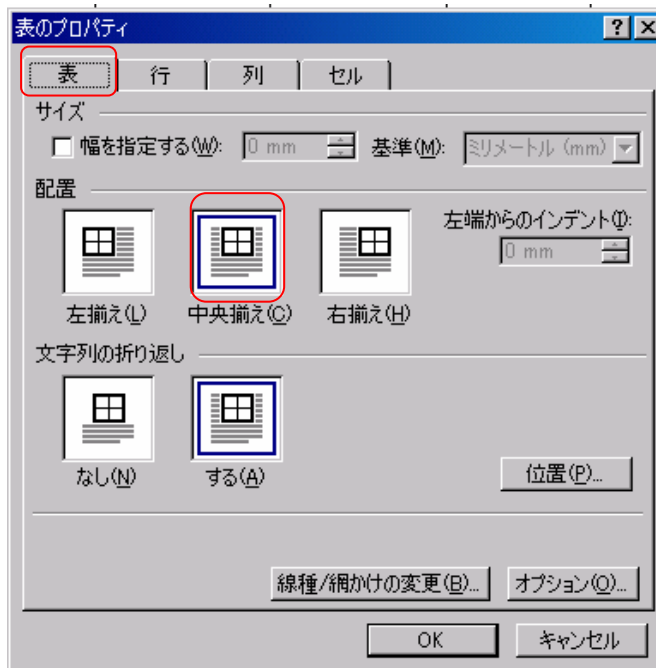 表のプロパティ
表 行 列 セル
サイズ
幅を指定する(W): 0 mm 基準(M): ミリメートル (mm)
配置
左端からのインデント(I):
0 mm
左揃え(L) 中央揃え(C) 右揃え(H)
文字列の折り返し
なし(N) する(A) 位置(P)...
線種/網かけの変更(B)... オプション(O)...
OK キャンセル